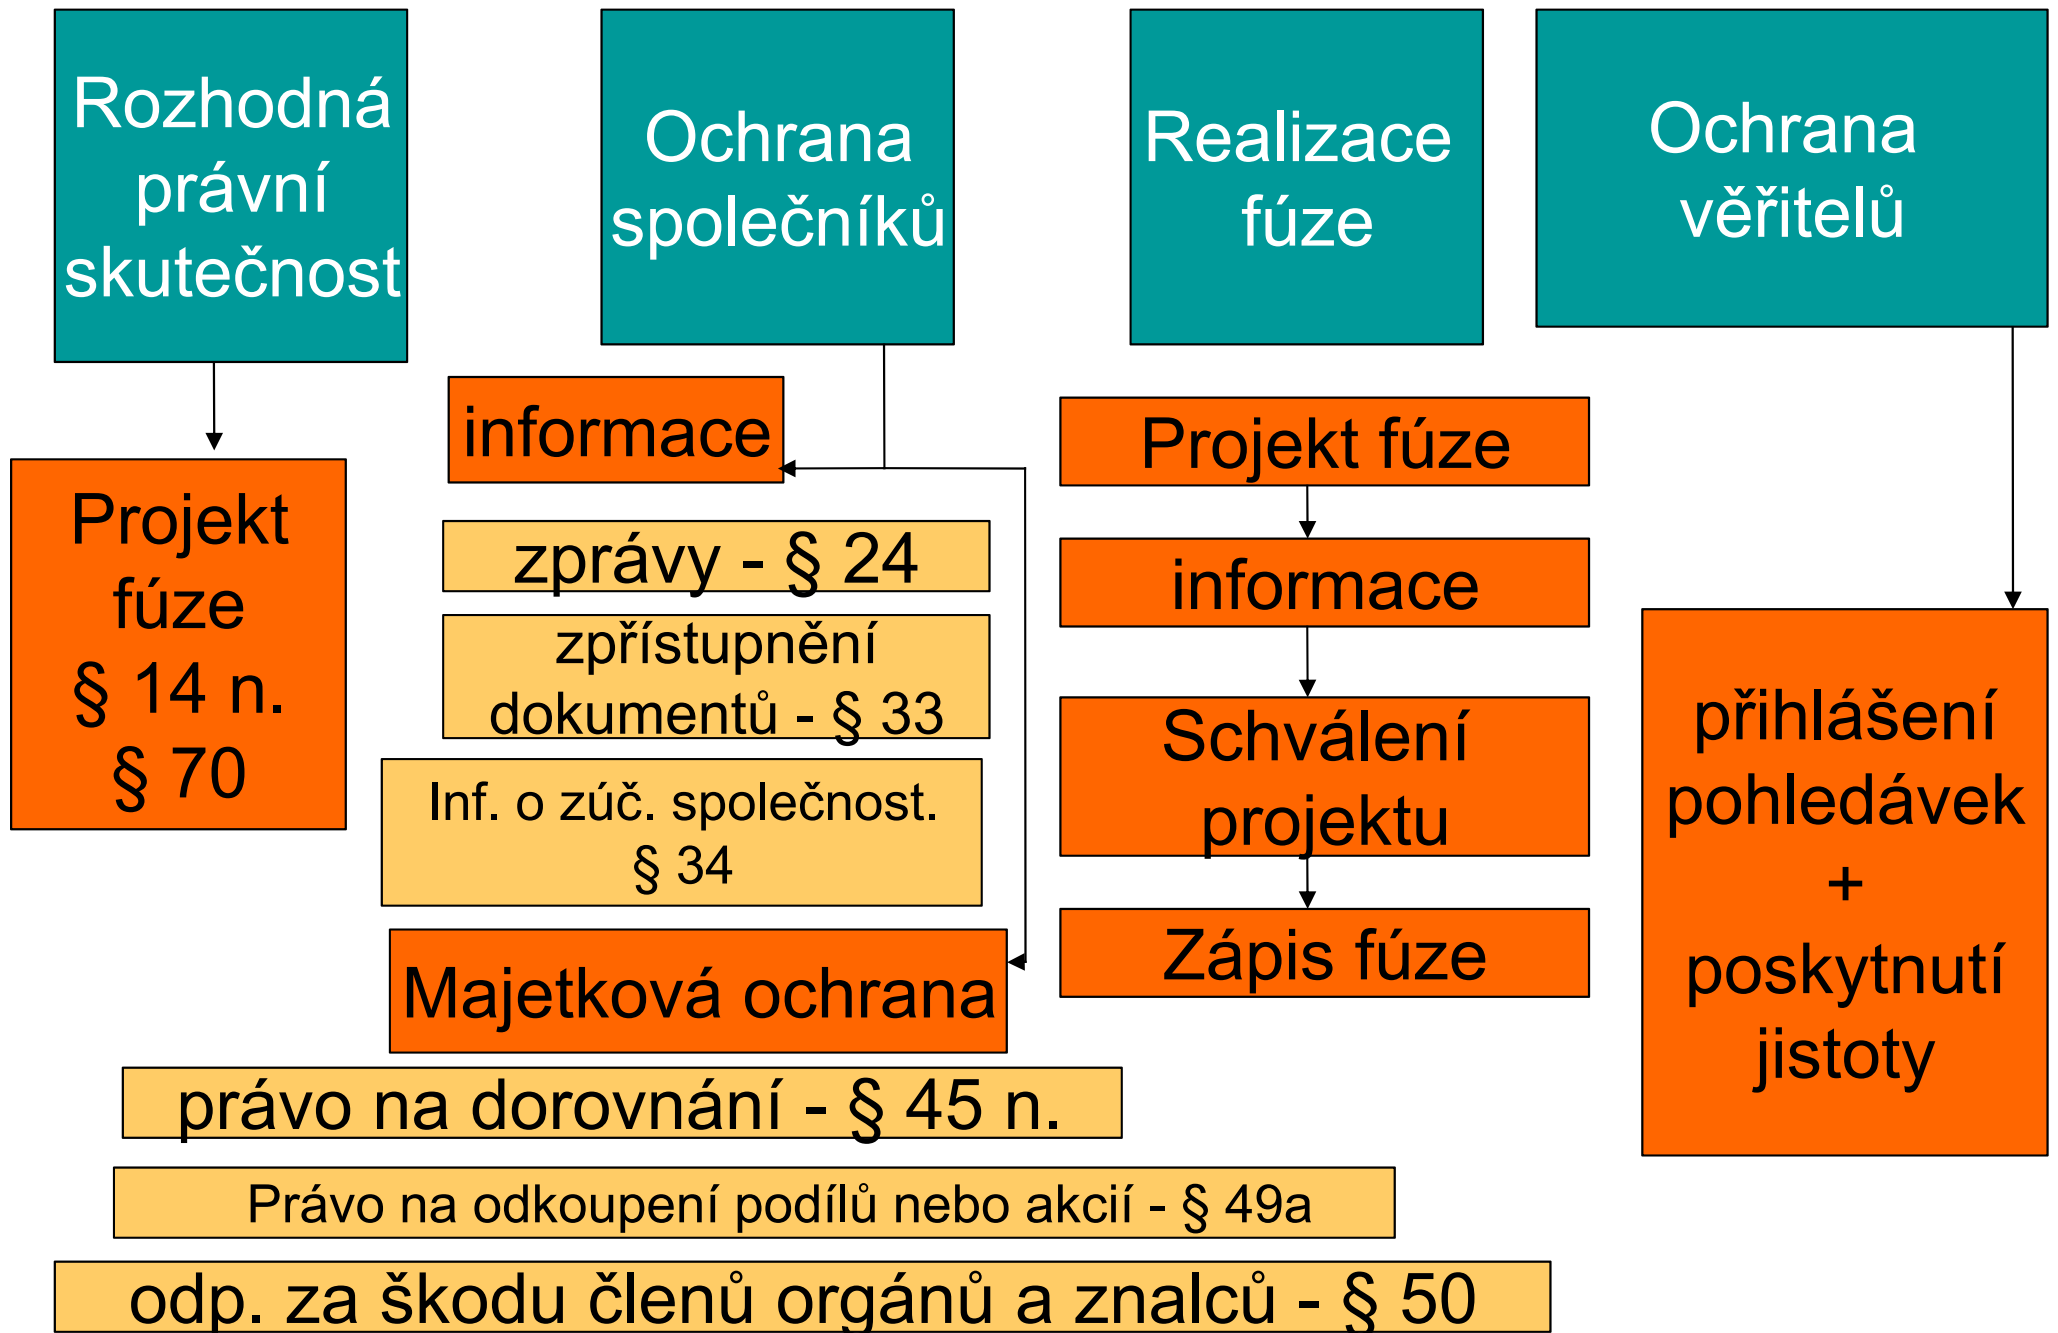 Rozhodná
právní
skutečnost
Ochrana
společníků
Realizace
fúze
Ochrana
věřitelů
Projekt
fúze
§ 14 n.
§ 70
informace
zprávy - § 24
zpřístupnění
dokumentů - § 33
Inf. o zúč. společnost.
§ 34
Majetková ochrana
právo na dorovnání - § 45 n.
Právo na odkoupení podílů nebo akcií - § 49a
odp. za škodu členů orgánů a znalců - § 50
Projekt fúze
informace
Schválení
projektu
Zápis fúze
přihlášení
pohledávek
+
poskytnutí
jistoty